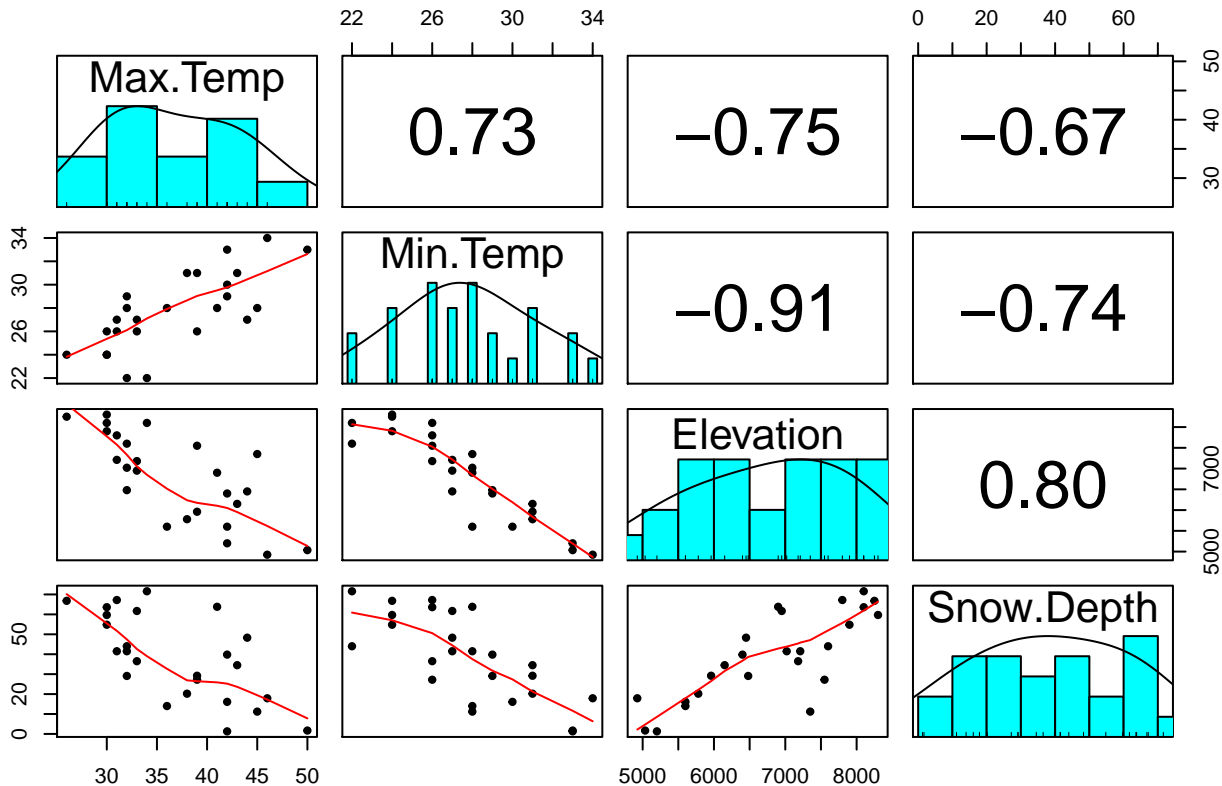 22 26 30 34 0 20 40 60
Max.Temp 0.73 −0.75 −0.67 30 40 50
22 26 30 34 Min.Temp −0.91 −0.74
Elevation 0.80 5000 7000
0 20 50 Snow.Depth
30 35 40 45 50 5000 6000 7000 8000